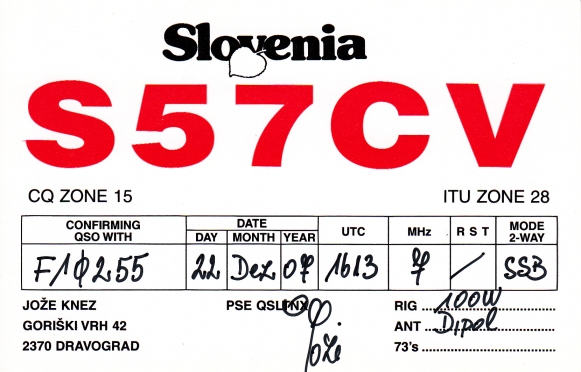 Slovenia
S57CV
CQ ZONE 15 ITU ZONE 28
CONFIRMING QSO WITH DATE DAY MONTH YEAR UTC MHz R S T MODE 2-WAY
F1Φ255 22 Dez 07 1613 7 / SSB
JOŽE KNEZ PSE QSL TNX RIG 100W
GORIŠKI VRH 42 ANT Dipol
2370 DRAVOGRAD Jože 73's